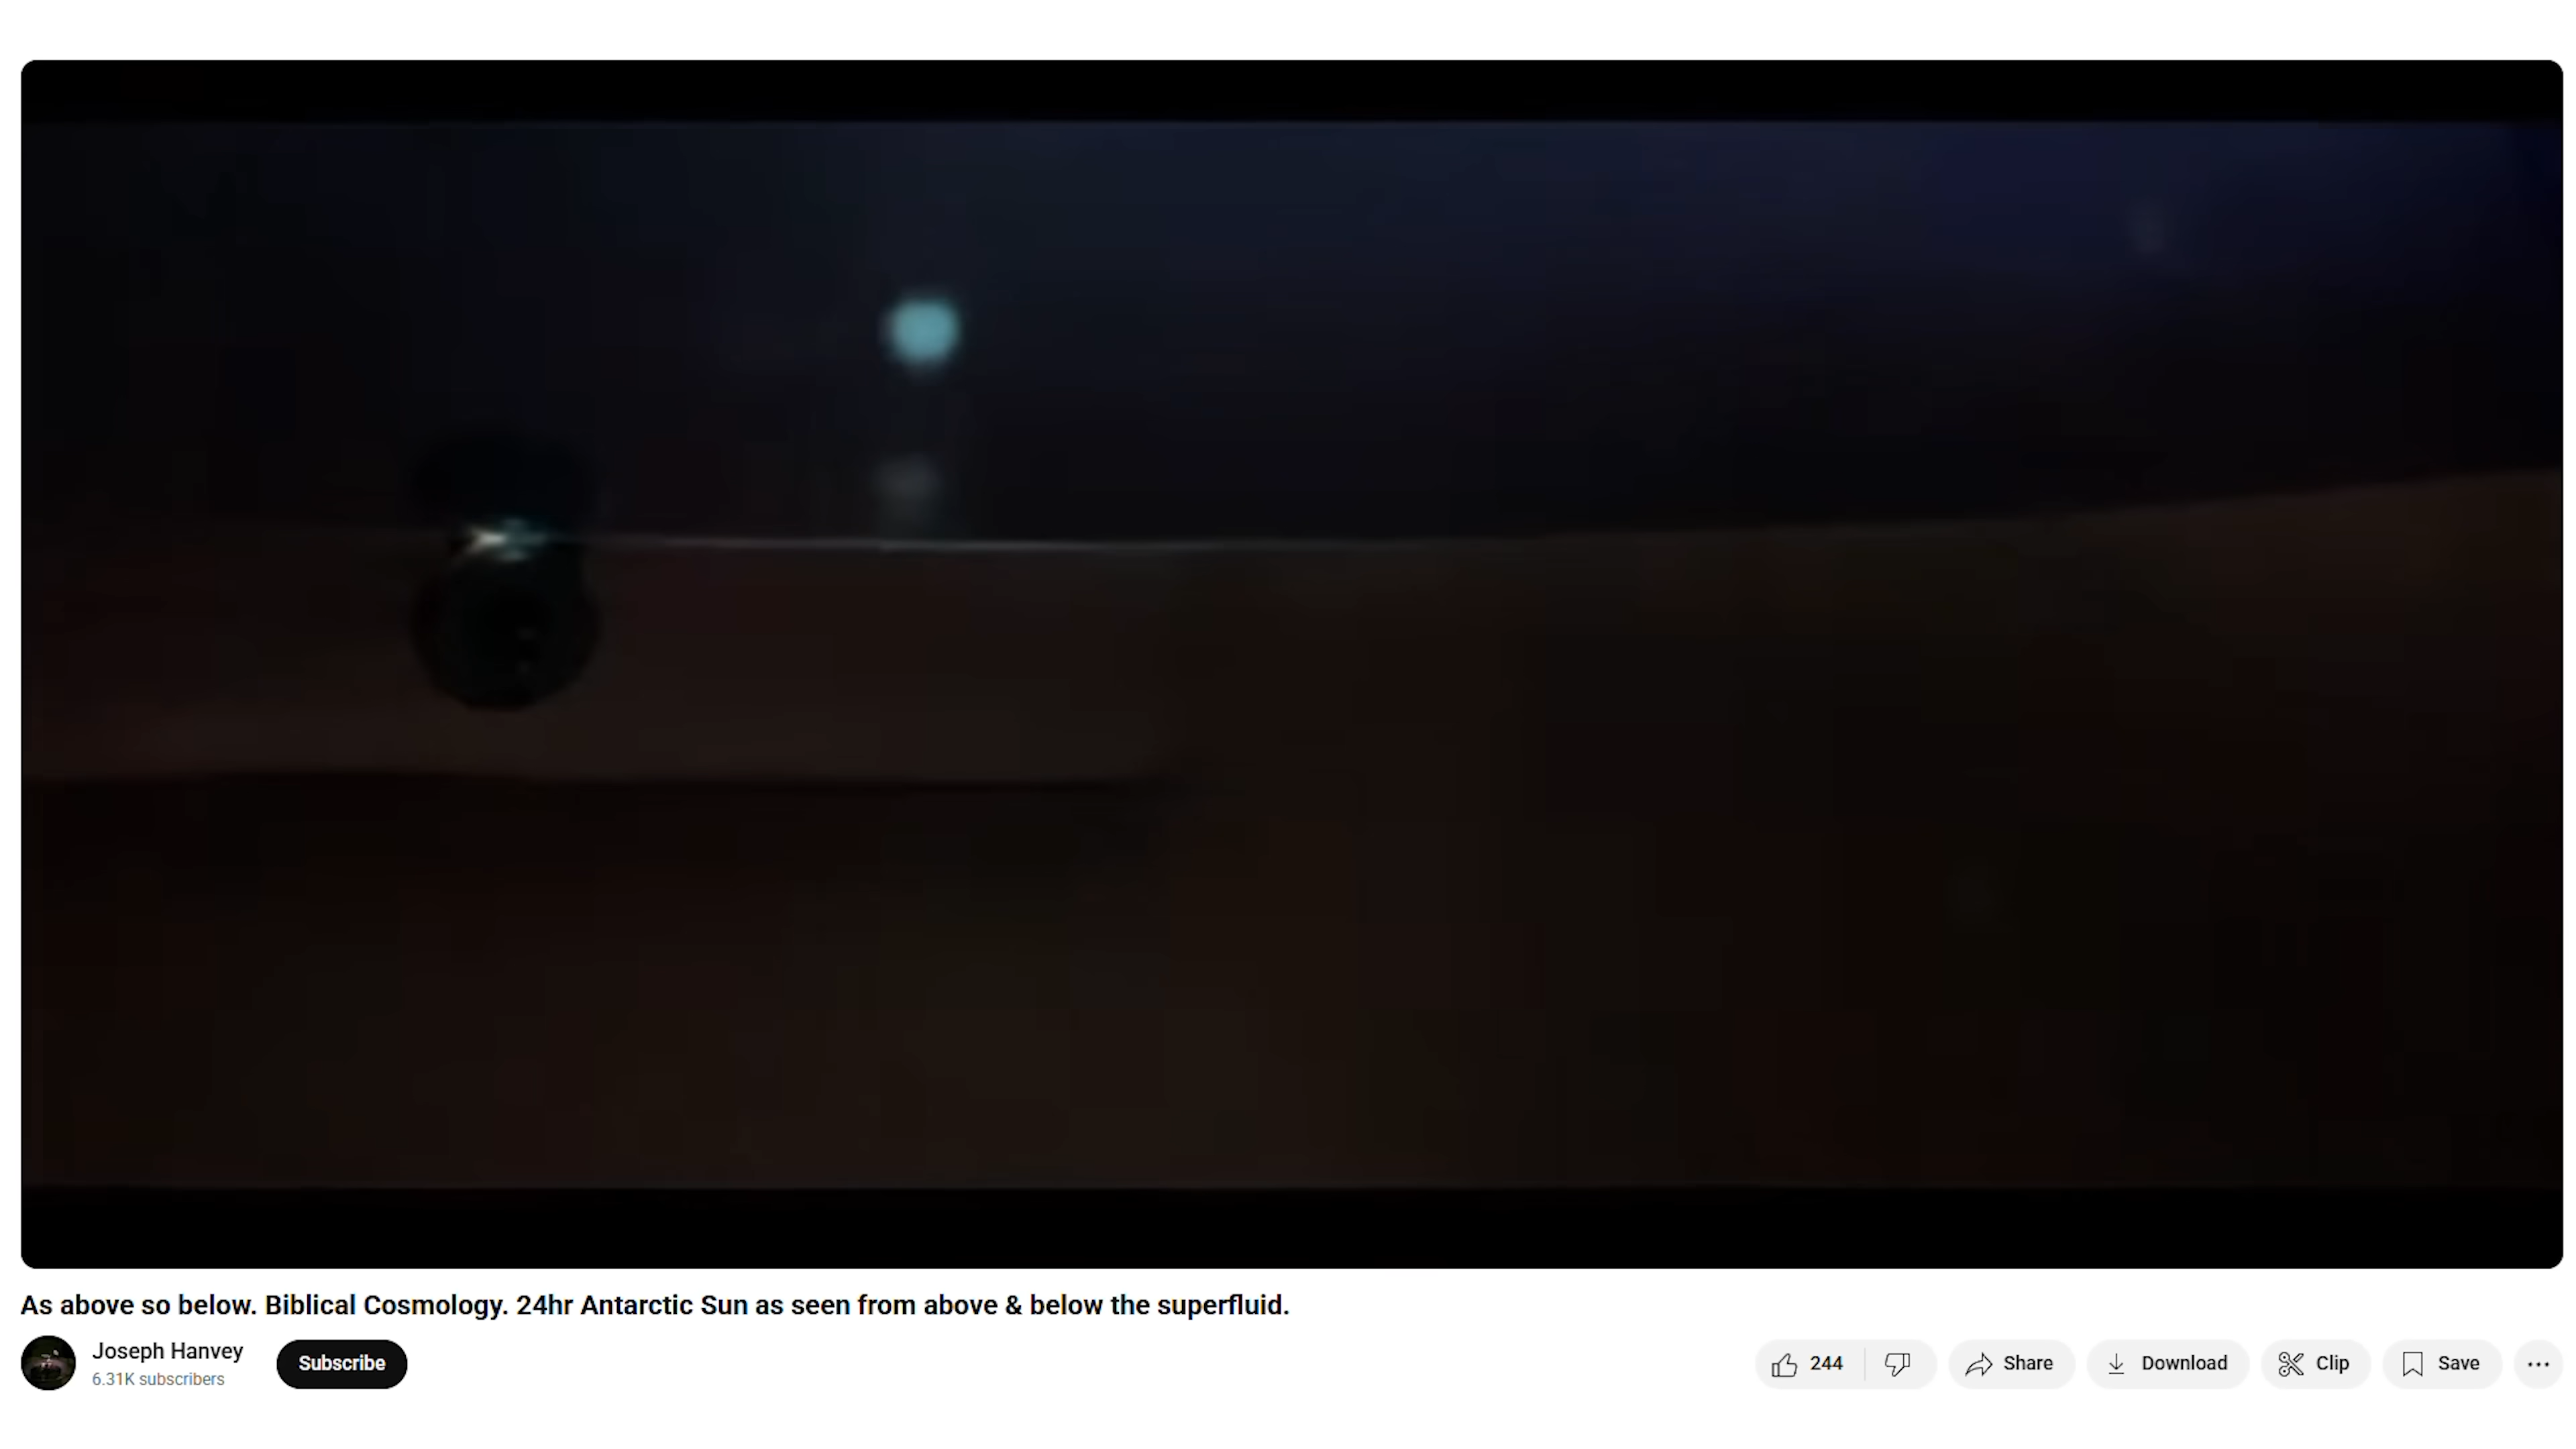 As above so below. Biblical Cosmology. 24hr Antarctic Sun as seen from above & below the superfluid.
Joseph Hanvey
6.31K subscribers
Subscribe
244
Share
Download
Clip
Save